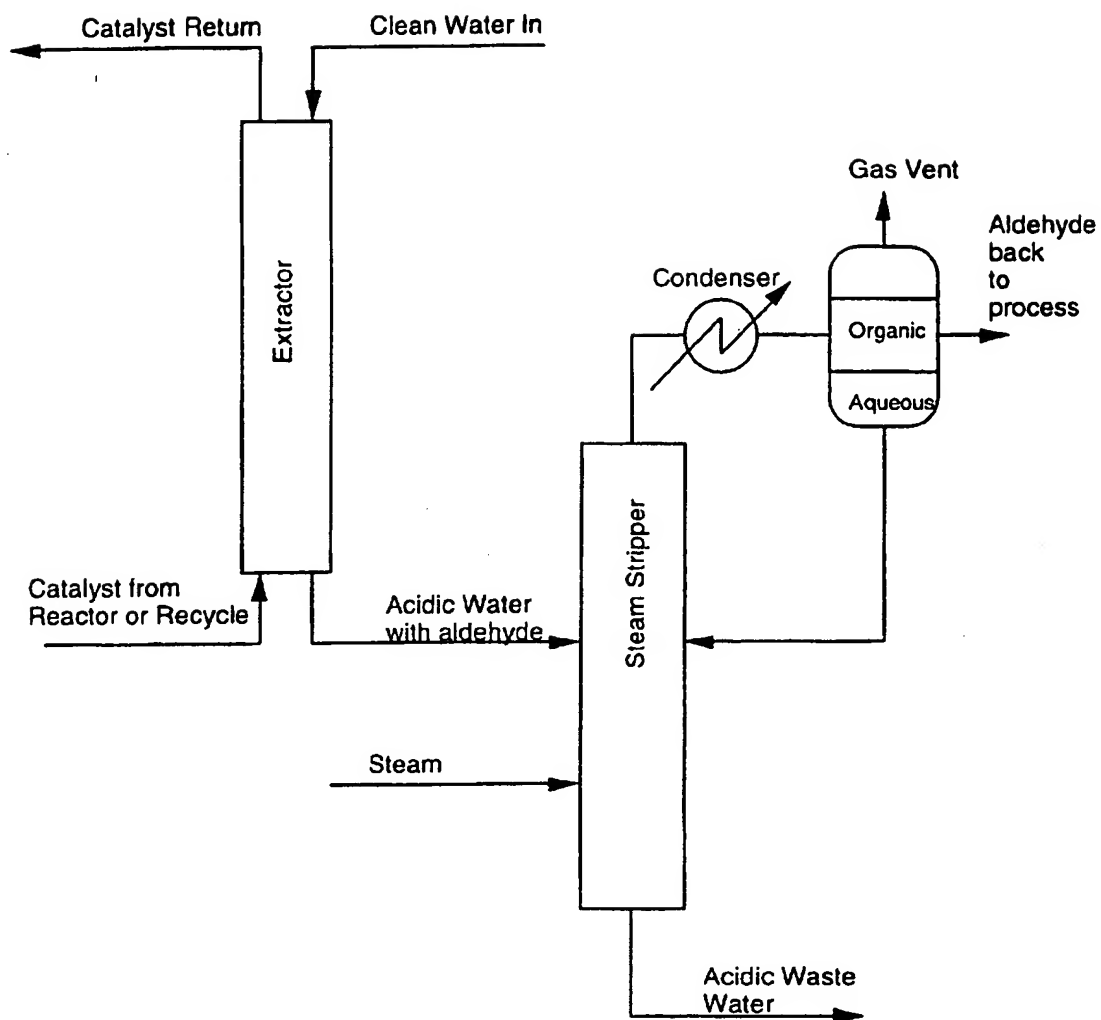 Catalyst Return
Clean Water In
Extractor
Gas Vent
Aldehyde
back
to
process
Condenser
Organic
Aqueous
Catalyst from
Reactor or Recycle
Acidic Water
with aldehyde
Steam Stripper
Steam
Acidic Waste
Water